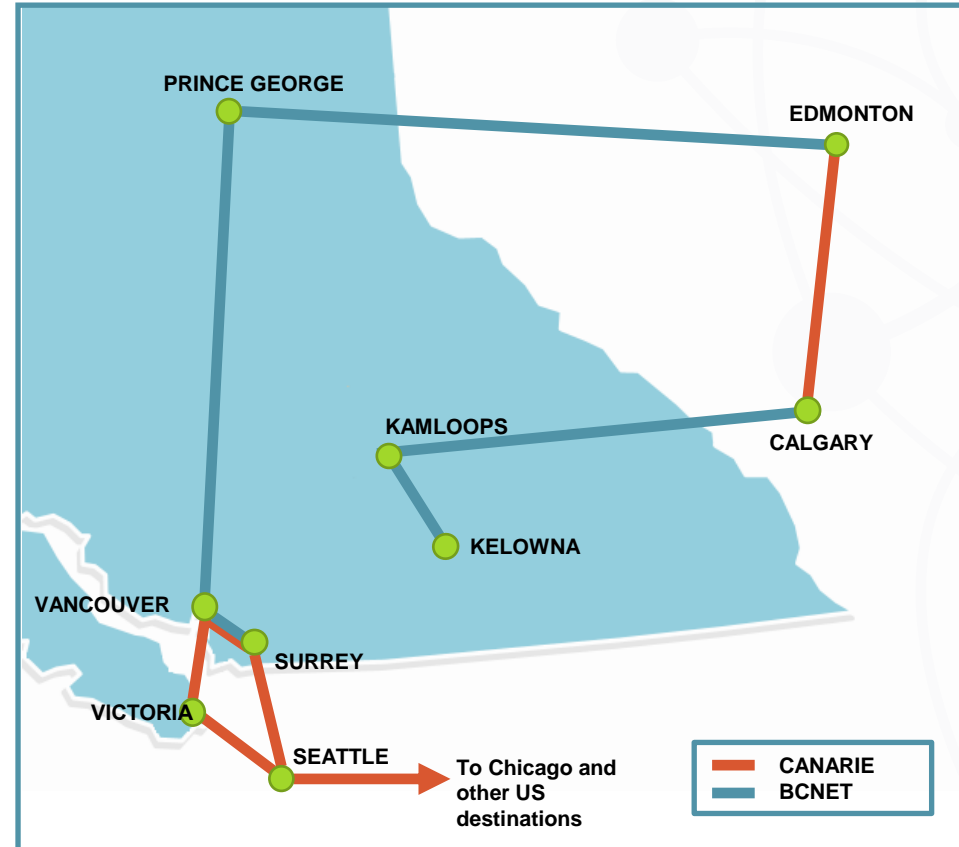 PRINCE GEORGE
EDMONTON
KAMLOOPS
CALGARY
KELOWNA
VANCOUVER
SURREY
VICTORIA
SEATTLE
To Chicago and
other US
destinations
CANARIE
BCNET